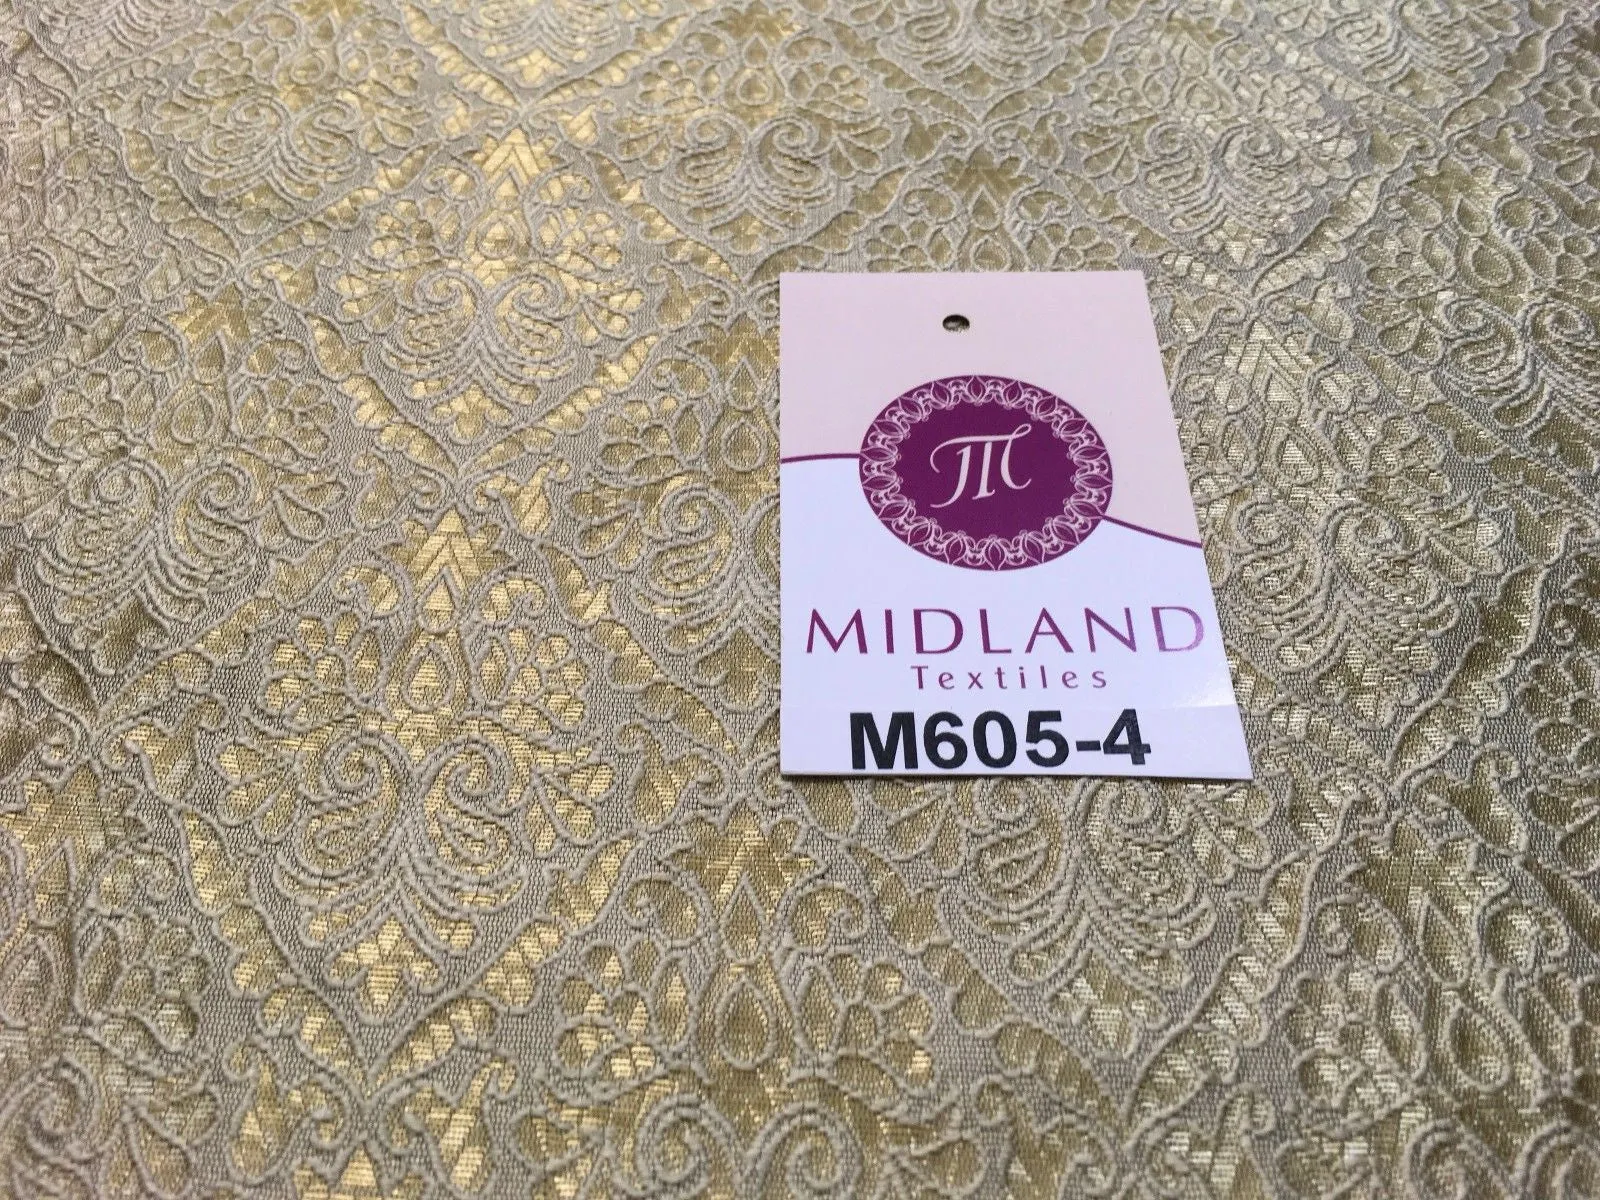 M
MIDLAND
Textiles
M605-4